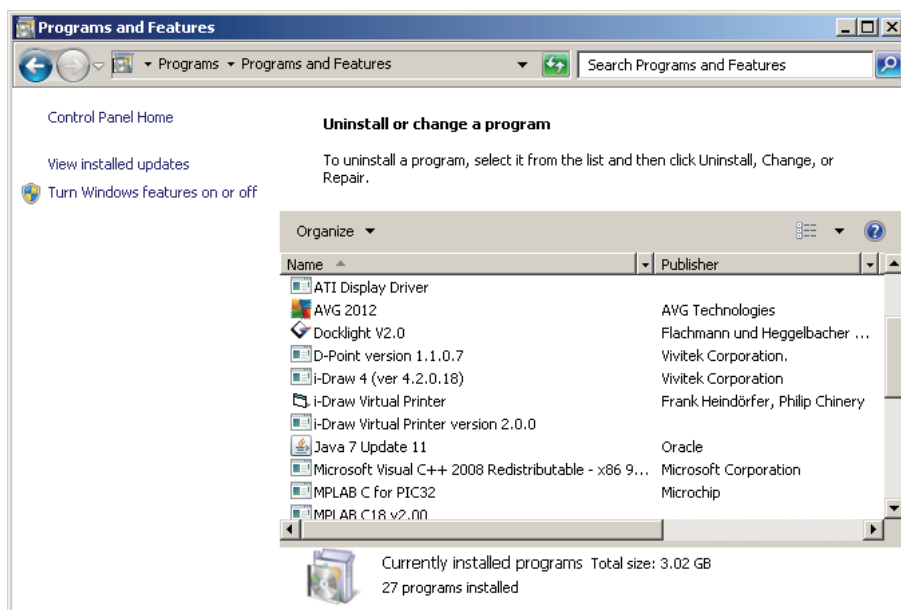 Programs and Features
Programs Programs and Features
Search Programs and Features
Control Panel Home
View installed updates
Turn Windows features on or off
Uninstall or change a program
To uninstall a program, select it from the list and then click Uninstall, Change, or
Repair.
Organize
Name Publisher
ATI Display Driver
AVG 2012 AVG Technologies
Docklight V2.0 Flachmann und Heggelbacher ...
D-Point version 1.1.0.7 Vivitek Corporation.
i-Draw 4 (ver 4.2.0.18) Vivitek Corporation
i-Draw Virtual Printer Frank Heindörfer, Philip Chinery
i-Draw Virtual Printer version 2.0.0
Java 7 Update 11 Oracle
Microsoft Visual C++ 2008 Redistributable - x86 9... Microsoft Corporation
MPLAB C for PIC32 Microchip
MPLAB C18 v2.00
Currently installed programs Total size: 3.02 GB
27 programs installed